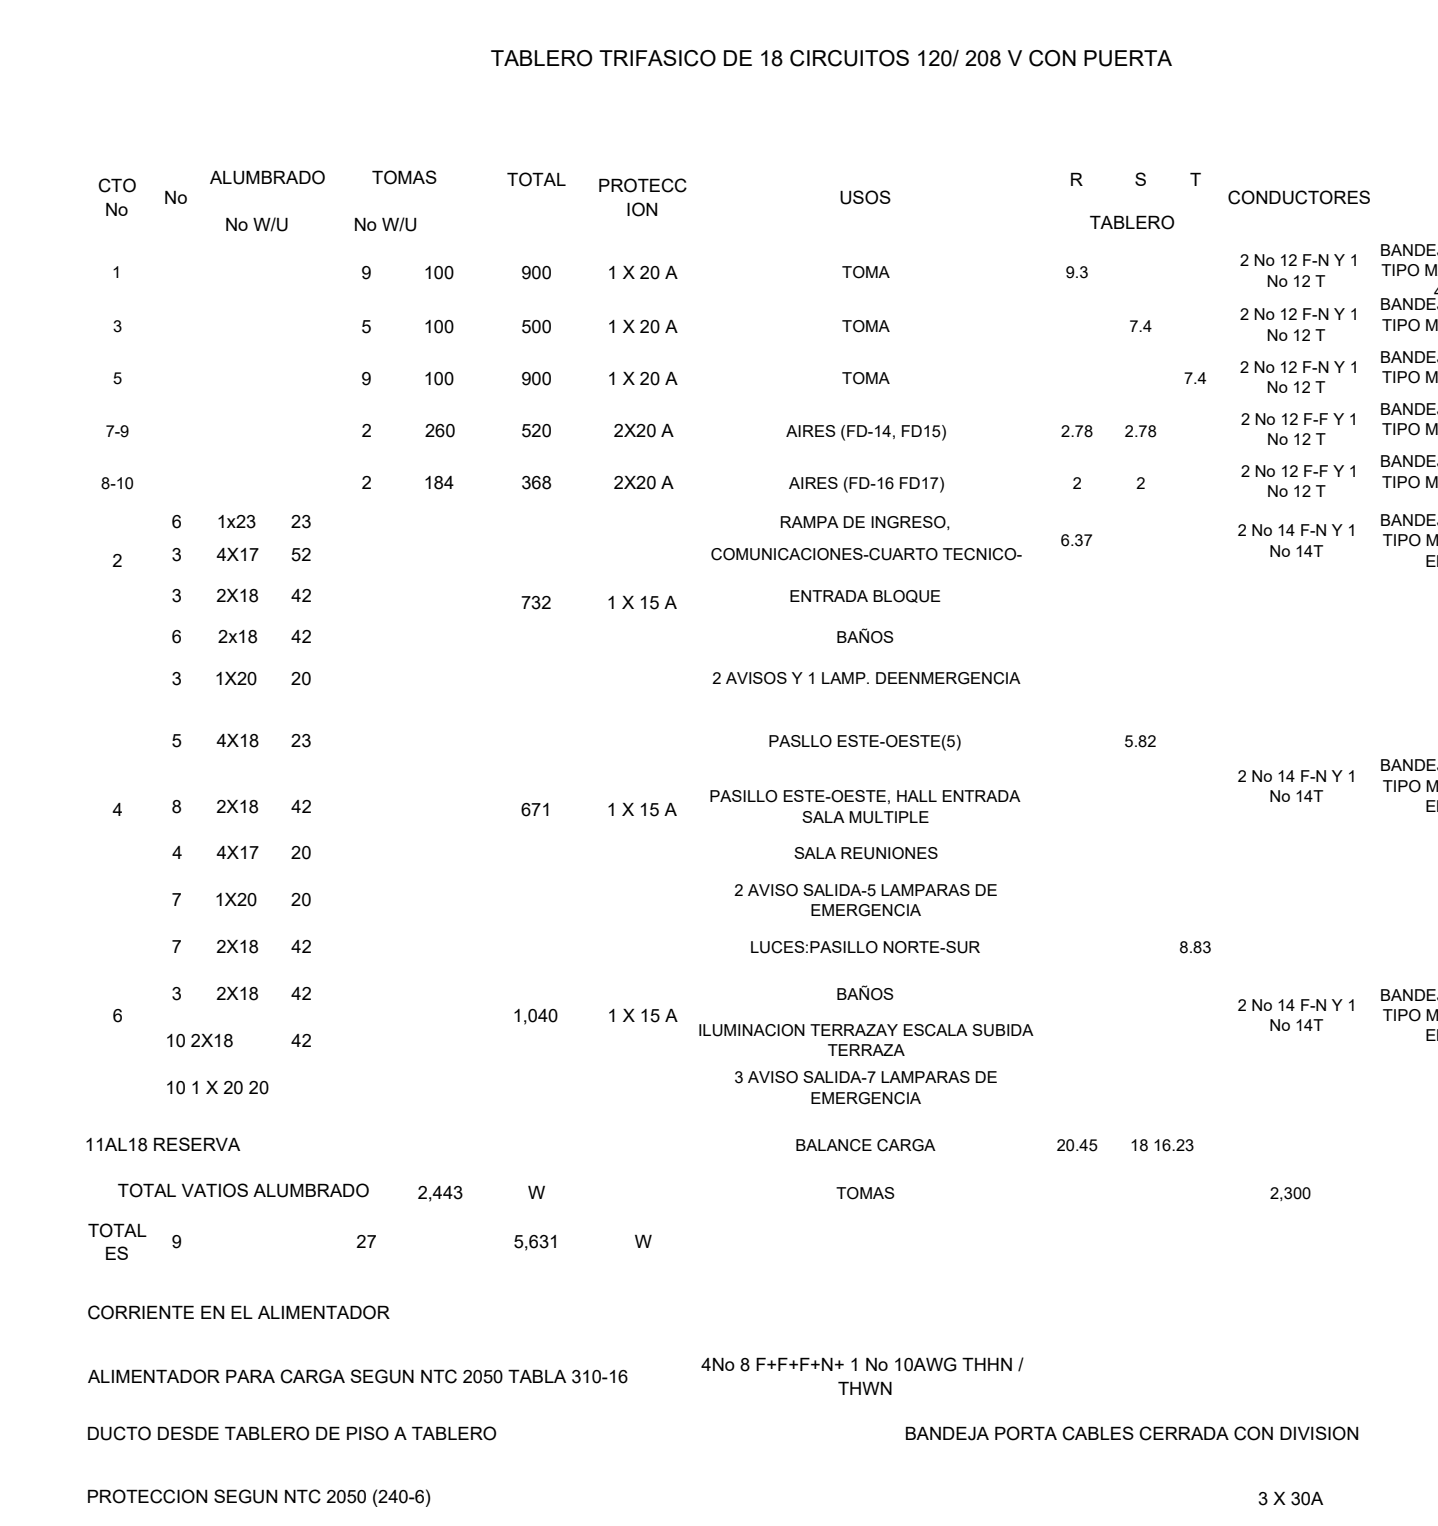 TABLERO TRIFASICO DE 18 CIRCUITOS 120/ 208 V CON PUERTA
CTO No No ALUMBRADO TOMAS TOTAL PROTECC ION USOS R S T CONDUCTORES
No W/U No W/U TABLERO
1 9 100 900 1 X 20 A TOMA 9.3 2 No 12 F-N Y 1 No 12 T
3 5 100 500 1 X 20 A TOMA 7.4 2 No 12 F-N Y 1 No 12 T
5 9 100 900 1 X 20 A TOMA 7.4 2 No 12 F-N Y 1 No 12 T
7-9 2 260 520 2X20 A AIRES (FD-14, FD15) 2.78 2.78 2 No 12 F-F Y 1 No 12 T
8-10 2 184 368 2X20 A AIRES (FD-16 FD17) 2 2 2 No 12 F-F Y 1 No 12 T
6 1x23 23 RAMPA DE INGRESO,
2 3 4X17 52 COMUNICACIONES-CUARTO TECNICO- 6.37 2 No 14 F-N Y 1 No 14T
3 2X18 42 732 1 X 15 A ENTRADA BLOQUE
6 2x18 42 BAÑOS
3 1X20 20 2 AVISOS Y 1 LAMP. DEENMERGENCIA
5 4X18 23 PASLLO ESTE-OESTE(5) 5.82
4 8 2X18 42 671 1 X 15 A PASILLO ESTE-OESTE, HALL ENTRADA SALA MULTIPLE 2 No 14 F-N Y 1 No 14T
4 4X17 20 SALA REUNIONES
7 1X20 20 2 AVISO SALIDA-5 LAMPARAS DE EMERGENCIA
7 2X18 42 LUCES:PASILLO NORTE-SUR 8.83
6 3 2X18 42 1,040 1 X 15 A BAÑOS 2 No 14 F-N Y 1 No 14T
10 2X18 42 ILUMINACION TERRAZAY ESCALA SUBIDA TERRAZA
10 1 X 20 20 3 AVISO SALIDA-7 LAMPARAS DE EMERGENCIA
11AL18 RESERVA BALANCE CARGA 20.45 18 16.23
TOTAL VATIOS ALUMBRADO 2,443 W TOMAS 2,300
TOTAL ES 9 27 5,631 W
CORRIENTE EN EL ALIMENTADOR
ALIMENTADOR PARA CARGA SEGUN NTC 2050 TABLA 310-16 4No 8 F+F+F+N+ 1 No 10AWG THHN / THWN
DUCTO DESDE TABLERO DE PISO A TABLERO BANDEJA PORTA CABLES CERRADA CON DIVISION
PROTECCION SEGUN NTC 2050 (240-6) 3 X 30A